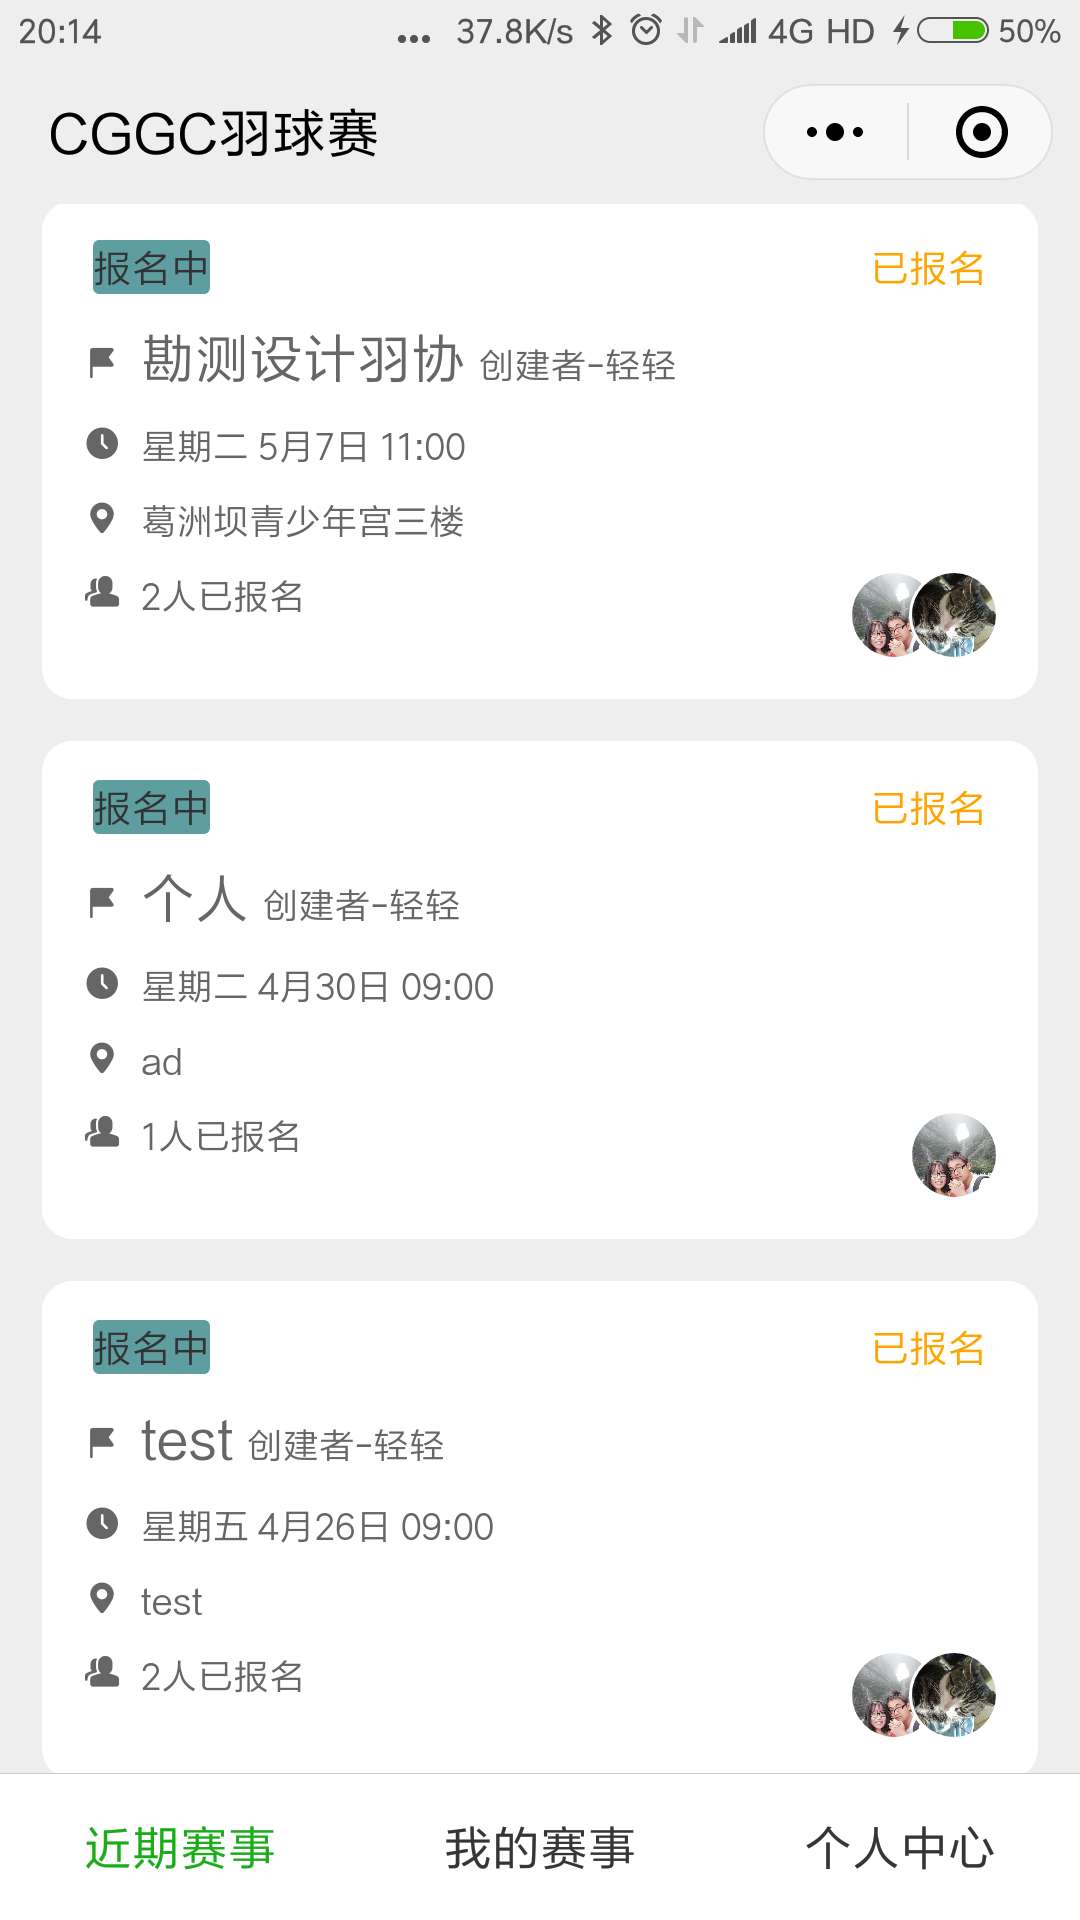 20:14 ... 37.8K/s 4G HD 50%
CGGC羽球赛
报名中 已报名
勘测设计羽协 创建者-轻轻
星期二 5月7日 11:00
葛洲坝青少年宫三楼
2人已报名
报名中 已报名
个人 创建者-轻轻
星期二 4月30日 09:00
ad
1人已报名
报名中 已报名
test 创建者-轻轻
星期五 4月26日 09:00
test
2人已报名
近期赛事 我的赛事 个人中心